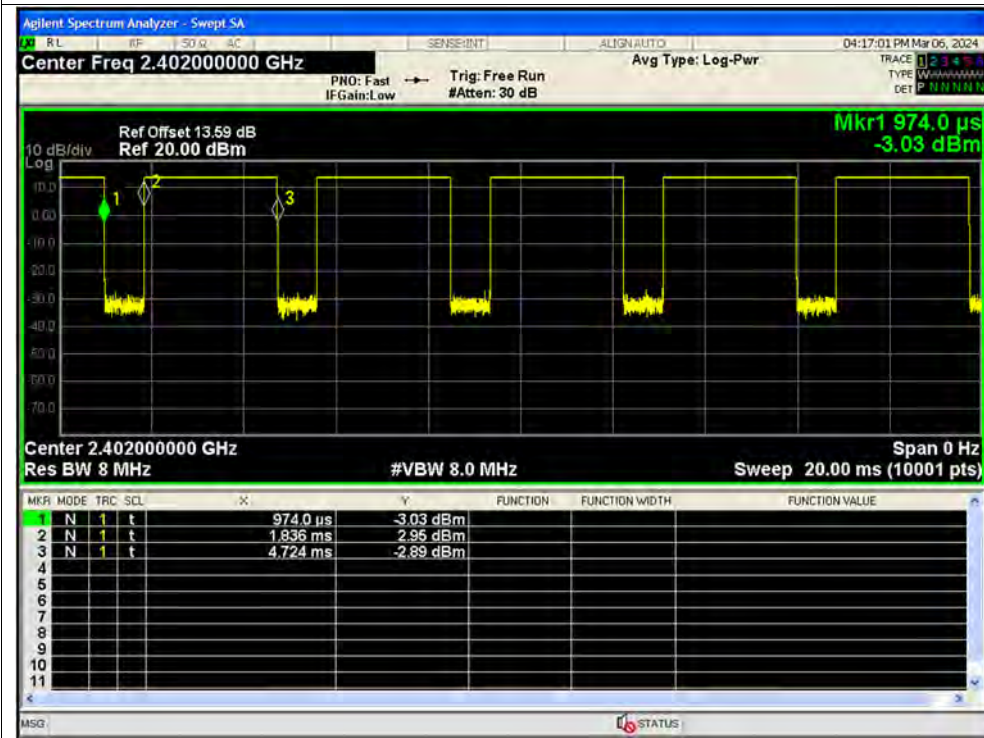 Agilent Spectrum Analyzer - Swept SA
LXI RL RF 50 Ω AC SENSE:INT ALIGN AUTO 04:17:01 PM Mar 06, 2024
Center Freq 2.402000000 GHz Avg Type: Log-Pwr TRACE 1 2 3 4 5 6
PNO: Fast Trig: Free Run TYPE W
IFGain:Low #Atten: 30 dB DET P N N N N N
Mkr1 974.0 µs
Ref Offset 13.59 dB
10 dB/div Ref 20.00 dBm -3.03 dBm
Log
10.0
1 2 3
0.00
-10.0
-20.0
-30.0
-40.0
-50.0
-60.0
-70.0
Center 2.402000000 GHz Span 0 Hz
Res BW 8 MHz #VBW 8.0 MHz Sweep 20.00 ms (10001 pts)
MKR MODE TRC SCL X Y FUNCTION FUNCTION WIDTH FUNCTION VALUE
1 N 1 t 974.0 µs -3.03 dBm
2 N 1 t 1.836 ms 2.95 dBm
3 N 1 t 4.724 ms -2.89 dBm
4
5
6
7
8
9
10
11
MSG STATUS